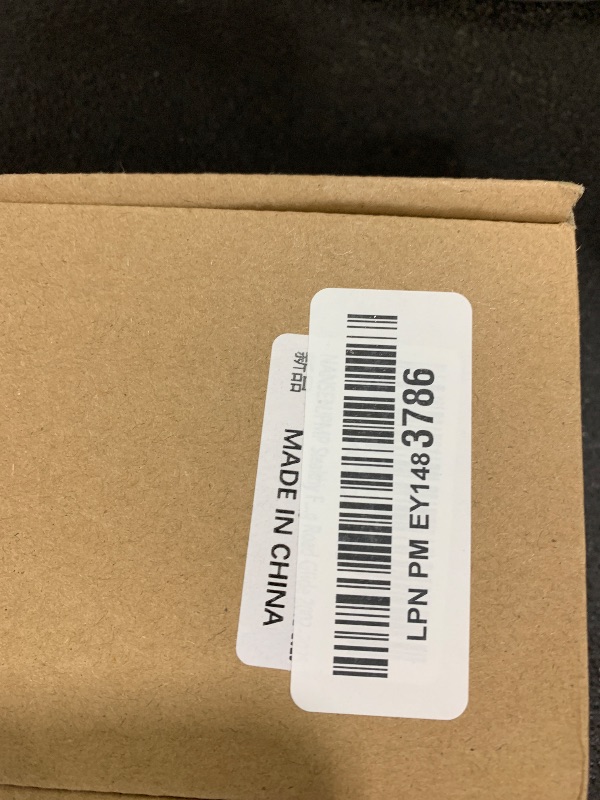 LPN PM EY148 3786
新品
MADE IN CHINA